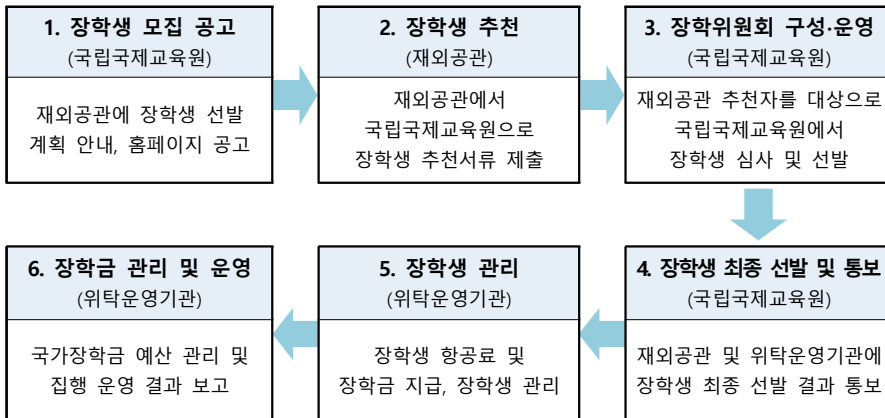 1. 장학생 모집 공고
(국립국제교육원)
재외공관에 장학생 선발
계획 안내, 홈페이지 공고
2. 장학생 추천
(재외공관)
재외공관에서
국립국제교육원으로
장학생 추천서류 제출
3. 장학위원회 구성·운영
(국립국제교육원)
재외공관 추천자를 대상으로
국립국제교육원에서
장학생 심사 및 선발
4. 장학생 최종 선발 및 통보
(국립국제교육원)
재외공관 및 위탁운영기관에
장학생 최종 선발 결과 통보
5. 장학생 관리
(위탁운영기관)
장학생 항공료 및
장학금 지급, 장학생 관리
6. 장학금 관리 및 운영
(위탁운영기관)
국가장학금 예산 관리 및
집행 운영 결과 보고